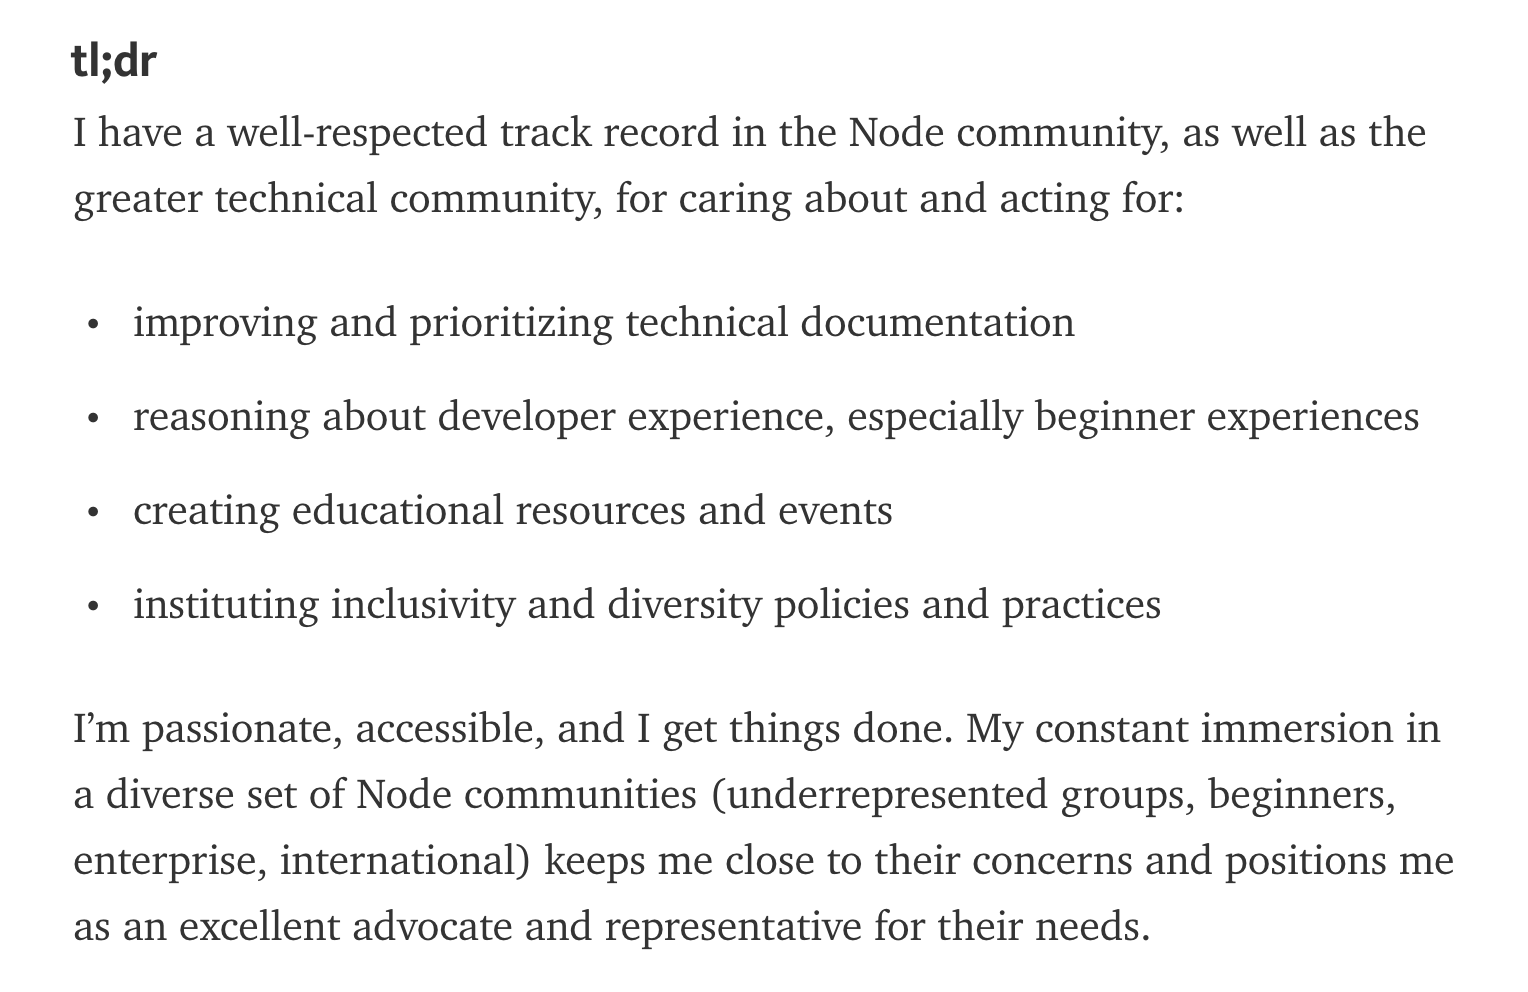 tl;dr
I have a well-respected track record in the Node community, as well as the
greater technical community, for caring about and acting for:
• improving and prioritizing technical documentation
• reasoning about developer experience, especially beginner experiences
• creating educational resources and events
• instituting inclusivity and diversity policies and practices
I’m passionate, accessible, and I get things done. My constant immersion in
a diverse set of Node communities (underrepresented groups, beginners,
enterprise, international) keeps me close to their concerns and positions me
as an excellent advocate and representative for their needs.